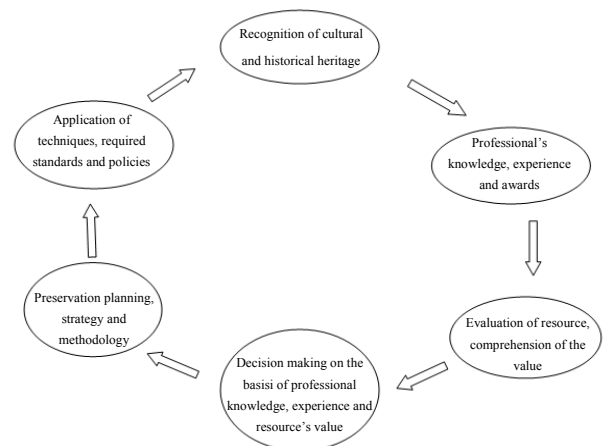 Recognition of cultural
and historical heritage
Professional's
knowledge, experience
and awards
Evaluation of resource,
comprehension of the
value
Decision making on the
basisi of professional
knowledge, experience and
resource's value
Preservation planning,
strategy and
methodology
Application of
techniques, required
standards and policies